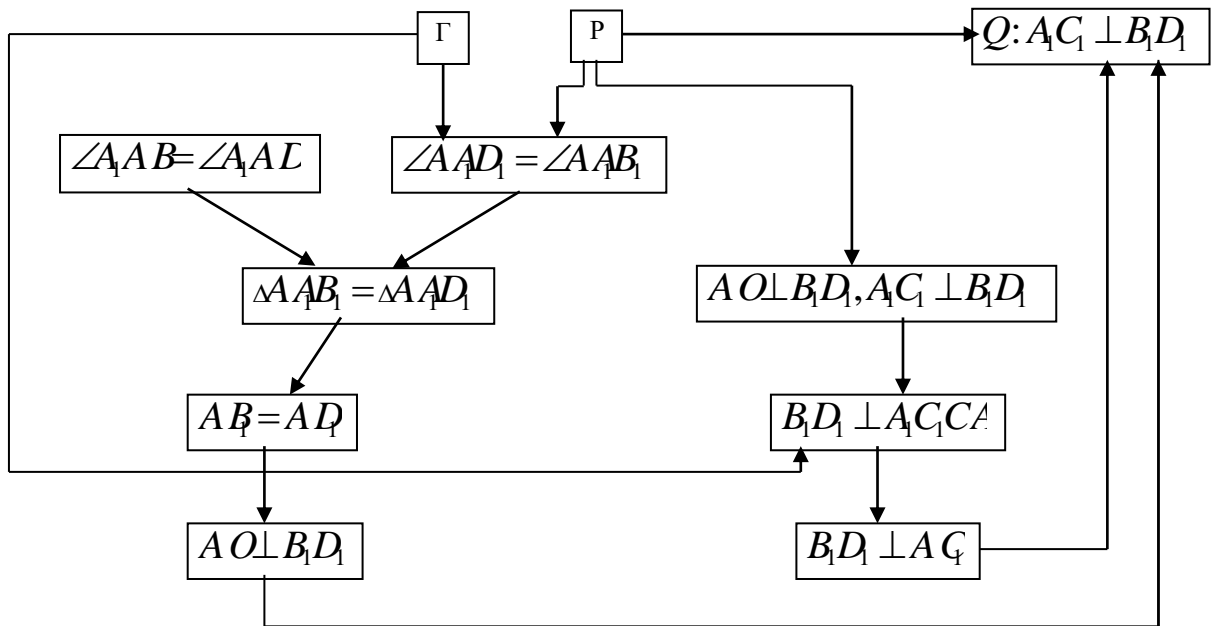 Г
Р
Q: A₁C₁ ⊥ B₁D₁
∠A₁AB = ∠A₁AD
∠AA₁D₁ = ∠AA₁B₁
ΔAA₁B₁ = ΔAA₁D₁
AO ⊥ B₁D₁, A₁C₁ ⊥ B₁D₁
AB₁ = AD₁
B₁D₁ ⊥ A₁C₁CA
AO ⊥ B₁D₁
B₁D₁ ⊥ AC₁